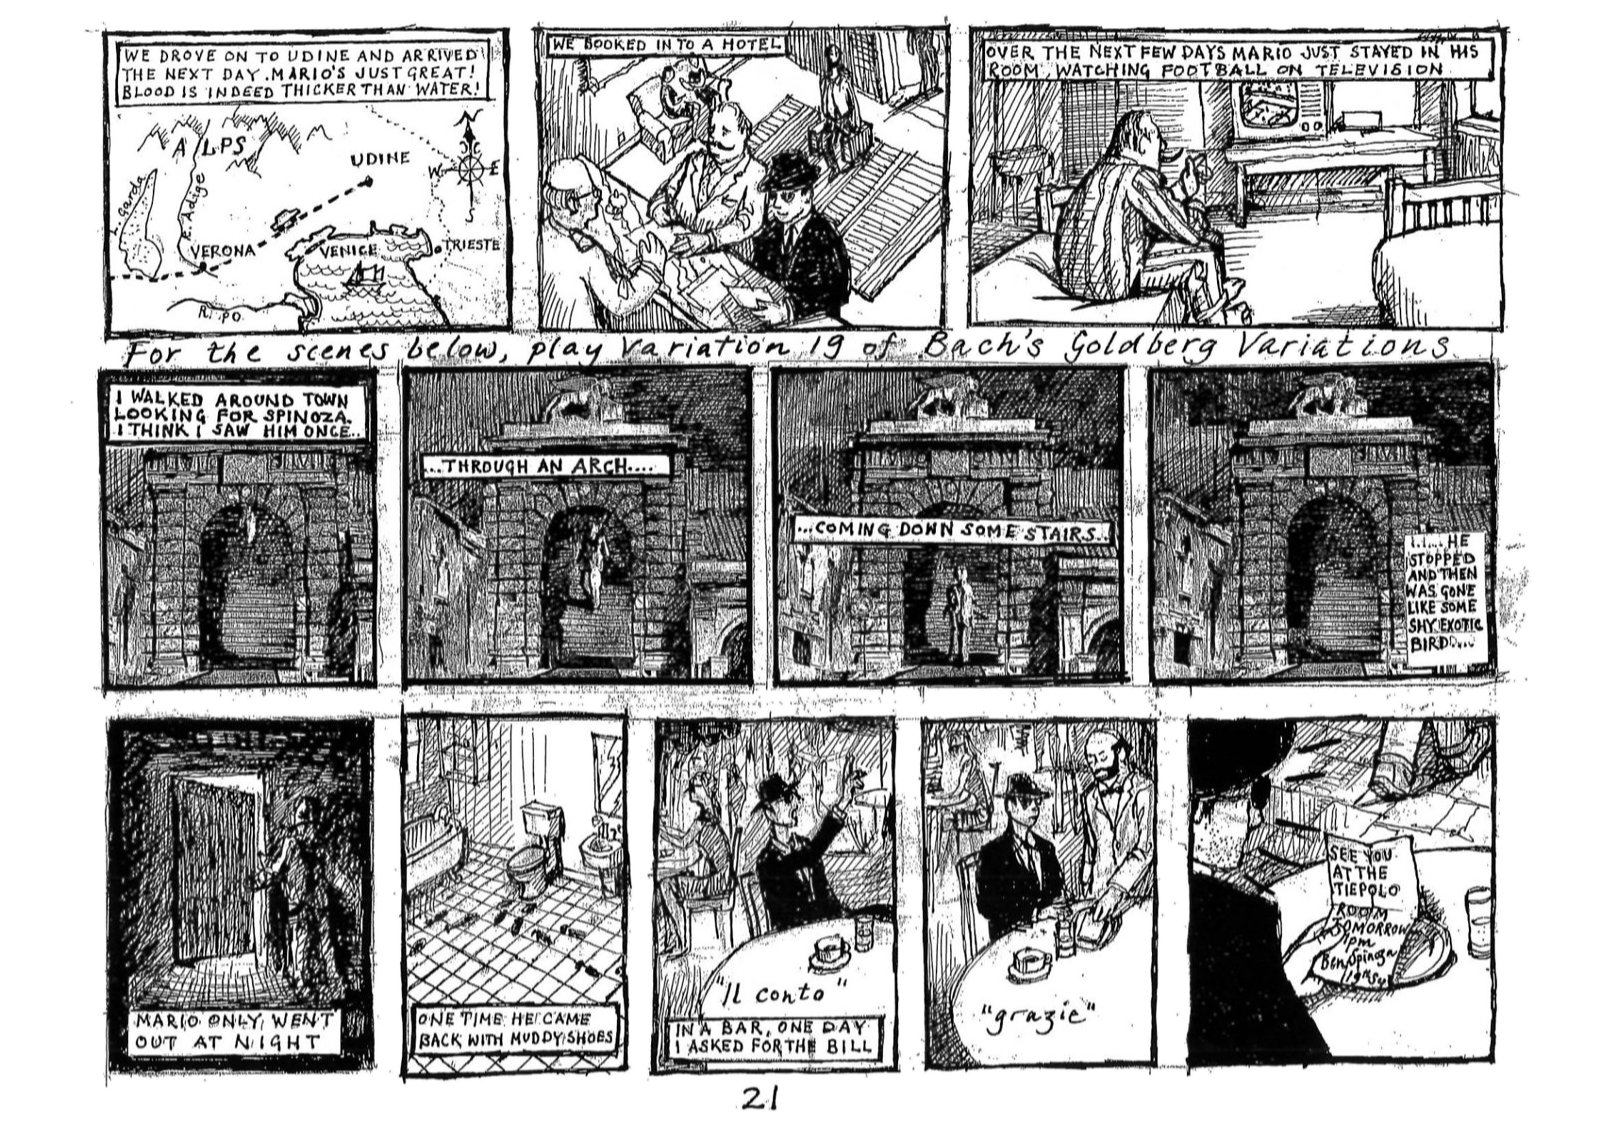 WE DROVE ON TO UDINE AND ARRIVED
THE NEXT DAY. MARIO'S JUST GREAT!
BLOOD IS INDEED THICKER THAN WATER!
ALPS
UDINE
N
W
E
S
L. Garda
R. Adige
VERONA
VENICE
TRIESTE
R. PO
WE BOOKED INTO A HOTEL
OVER THE NEXT FEW DAYS MARIO JUST STAYED IN HIS
ROOM WATCHING FOOTBALL ON TELEVISION
For the scenes below, play Variation 19 of Bach's Goldberg Variations
I WALKED AROUND TOWN
LOOKING FOR SPINOZA.
I THINK I SAW HIM ONCE..
...THROUGH AN ARCH....
...COMING DOWN SOME STAIRS..
.... HE
STOPPED
AND THEN
WAS GONE
LIKE SOME
SHY EXOTIC
BIRD.....
MARIO ONLY WENT
OUT AT NIGHT
ONE TIME HE CAME
BACK WITH MUDDY SHOES
"Il conto"
IN A BAR, ONE DAY
I ASKED FOR THE BILL
"grazie"
SEE YOU
AT THE
TIEPOLO
ROOM
TOMORROW
1pm
Ben Spinoza
21